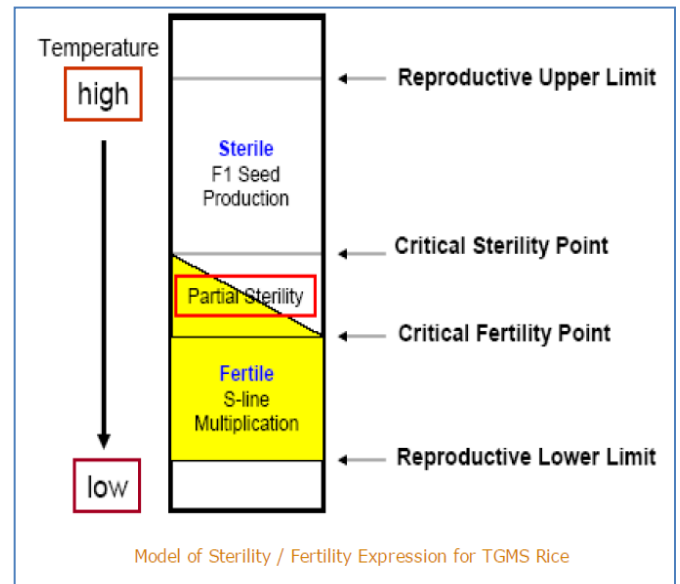 Temperature
high
Reproductive Upper Limit
Sterile
F1 Seed
Production
Critical Sterility Point
Partial Sterility
Critical Fertility Point
Fertile
S-line
Multiplication
Reproductive Lower Limit
low
Model of Sterility / Fertility Expression for TGMS Rice